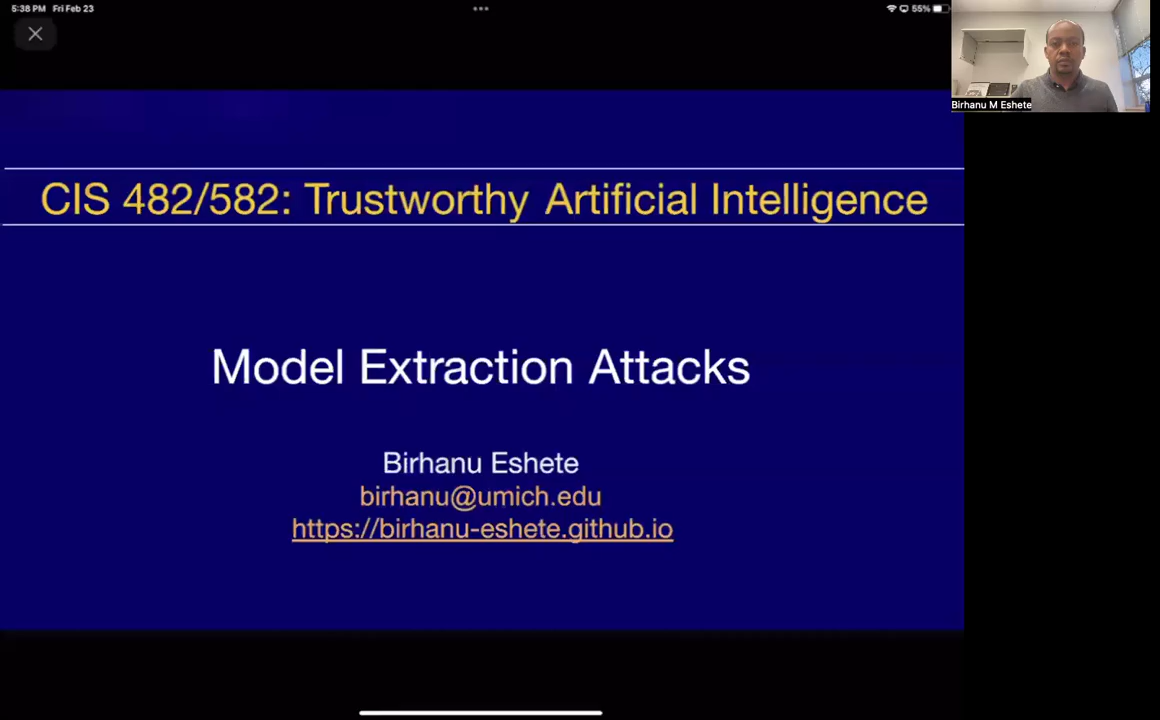 5:38 PM Fri Feb 23
55%
Birhanu M Eshete
CIS 482/582: Trustworthy Artificial Intelligence
Model Extraction Attacks
Birhanu Eshete
birhanu@umich.edu
https://birhanu-eshete.github.io